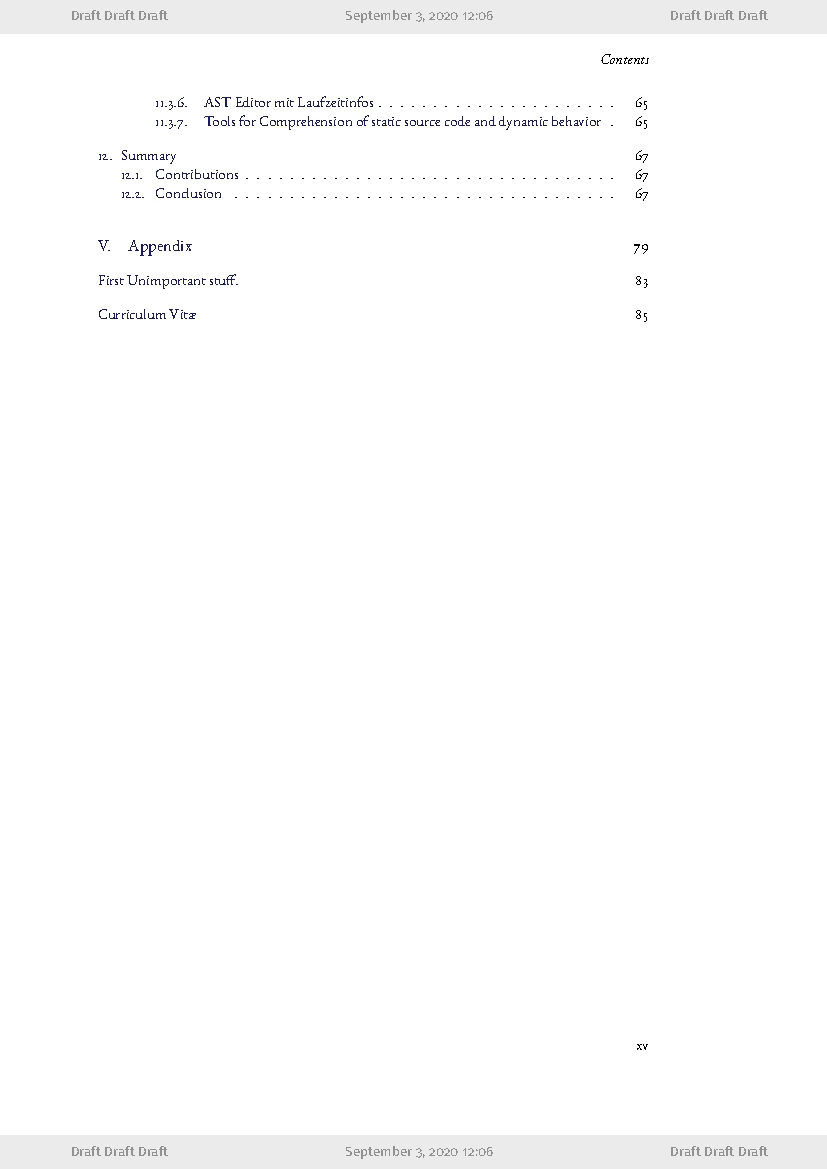 Draft Draft Draft September 3, 2020 12:06 Draft Draft Draft
Contents
11.3.6. AST Editor mit Laufzeitinfos . . . . . . . . . . . . . . . . . . . . . . 65
11.3.7. Tools for Comprehension of static source code and dynamic behavior . 65
12. Summary 67
12.1. Contributions . . . . . . . . . . . . . . . . . . . . . . . . . . . . . . . . . . 67
12.2. Conclusion . . . . . . . . . . . . . . . . . . . . . . . . . . . . . . . . . . . 67
V. Appendix 79
First Unimportant stuff. 83
Curriculum Vitæ 85
xv
Draft Draft Draft September 3, 2020 12:06 Draft Draft Draft